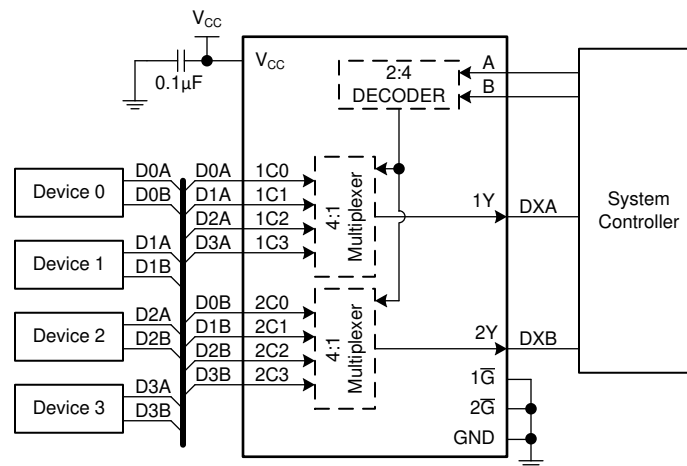 V_CC
0.1µF
V_CC
2:4
DECODER
A
B
Device 0
D0A
D0B
Device 1
D1A
D1B
Device 2
D2A
D2B
Device 3
D3A
D3B
D0A 1C0
D1A 1C1
D2A 1C2
D3A 1C3
4:1
Multiplexer
D0B 2C0
D1B 2C1
D2B 2C2
D3B 2C3
4:1
Multiplexer
1Y DXA
2Y DXB
1G̅
2G̅
GND
System
Controller